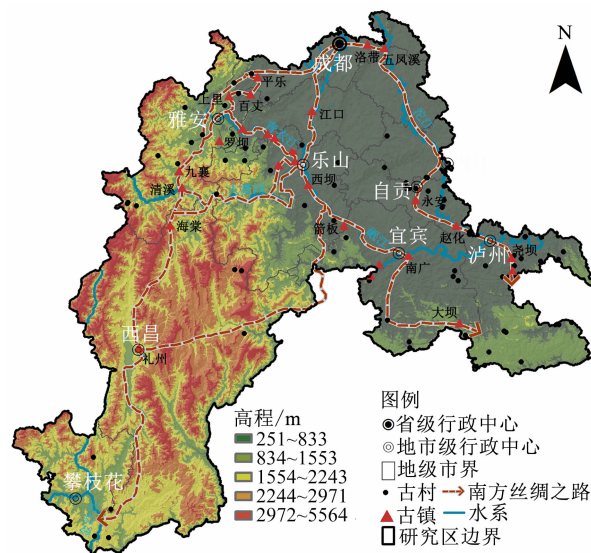 N
成都
洛带
五凤溪
平乐
上里
百丈
雅安
江口
罗坝
乐山
九襄
西坝
自贡
清溪
永安
海棠
箭板
宜宾
赵化
泸州
尧坝
南广
大坝
西昌
礼州
攀枝花
高程/m
251~833
834~1553
1554~2243
2244~2971
2972~5564
图例
省级行政中心
地市级行政中心
地级市界
古村
南方丝绸之路
古镇
水系
研究区边界